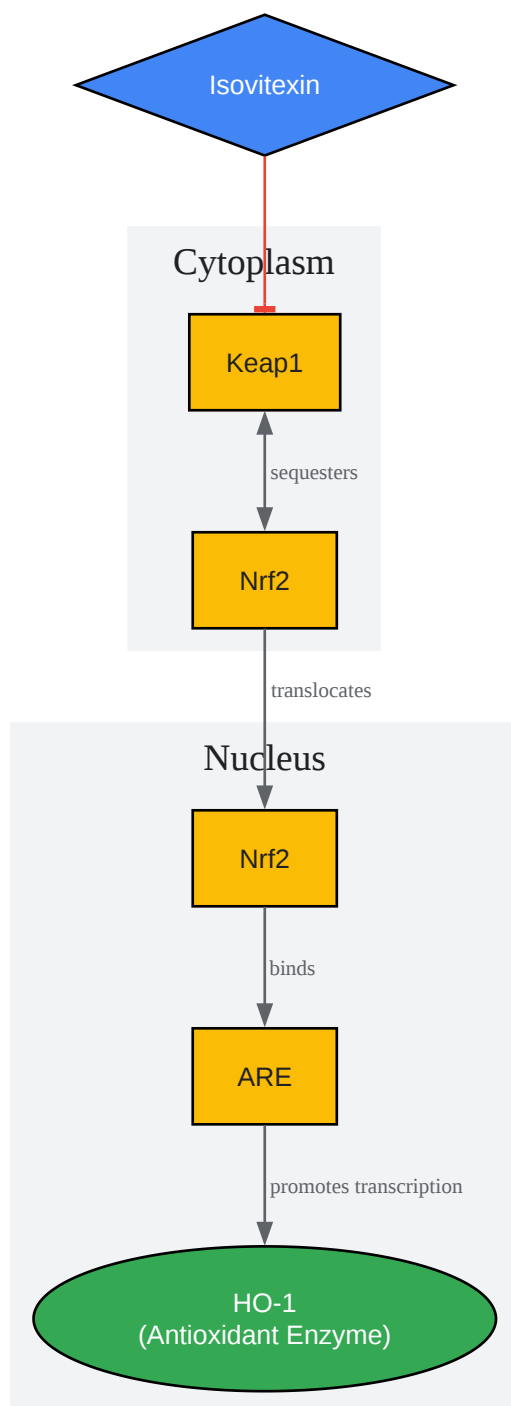 Isovitexin
Cytoplasm
Keap1
sequesters
Nrf2
translocates
Nucleus
Nrf2
binds
ARE
promotes transcription
HO-1
(Antioxidant Enzyme)